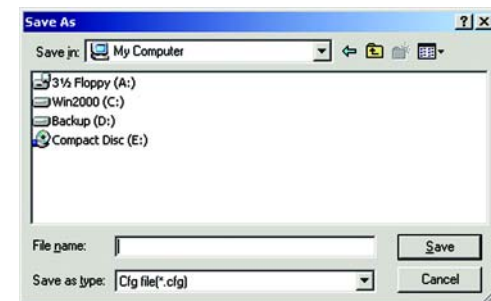 Save As
Save in: My Computer
3½ Floppy (A:)
Win2000 (C:)
Backup (D:)
Compact Disc (E:)
File name:
Save
Save as type: Cfg file(*.cfg)
Cancel